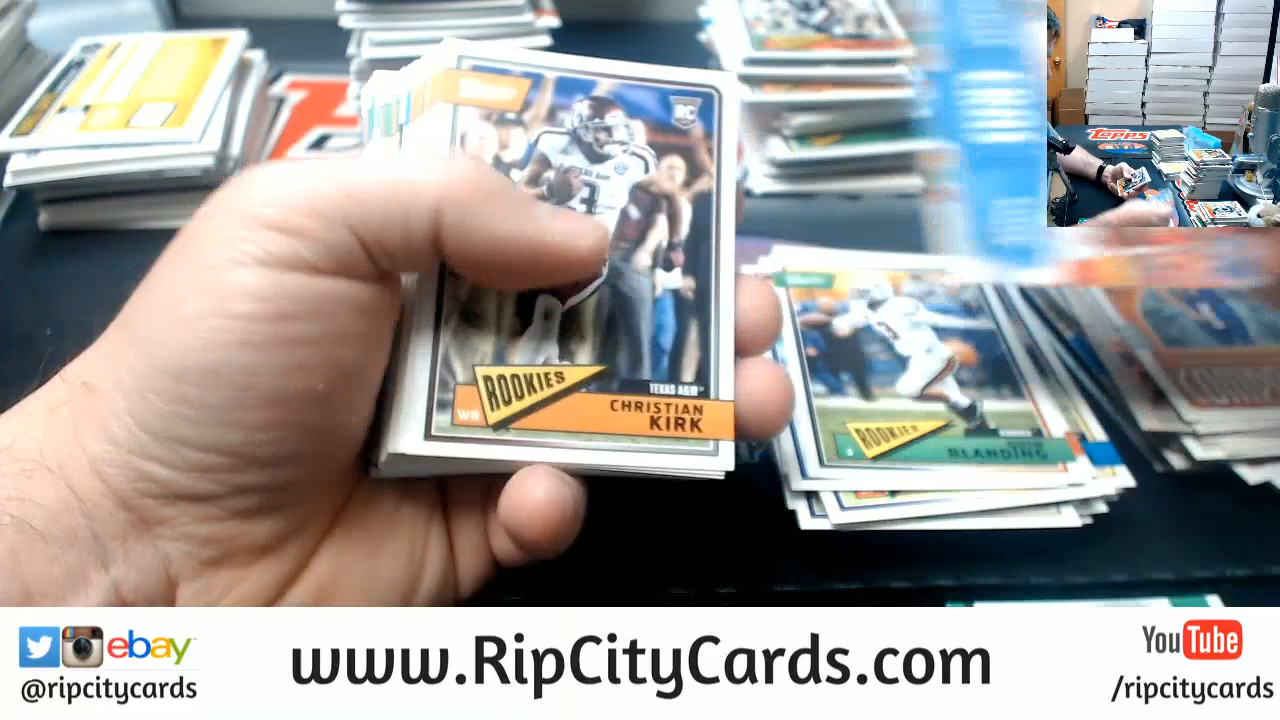 RC
TEXAS A&M
ROOKIES
WR
CHRISTIAN
KIRK
ROOKIES
S
BLANDING
Topps
ebay
@ripcitycards
www.RipCityCards.com
YouTube
/ripcitycards